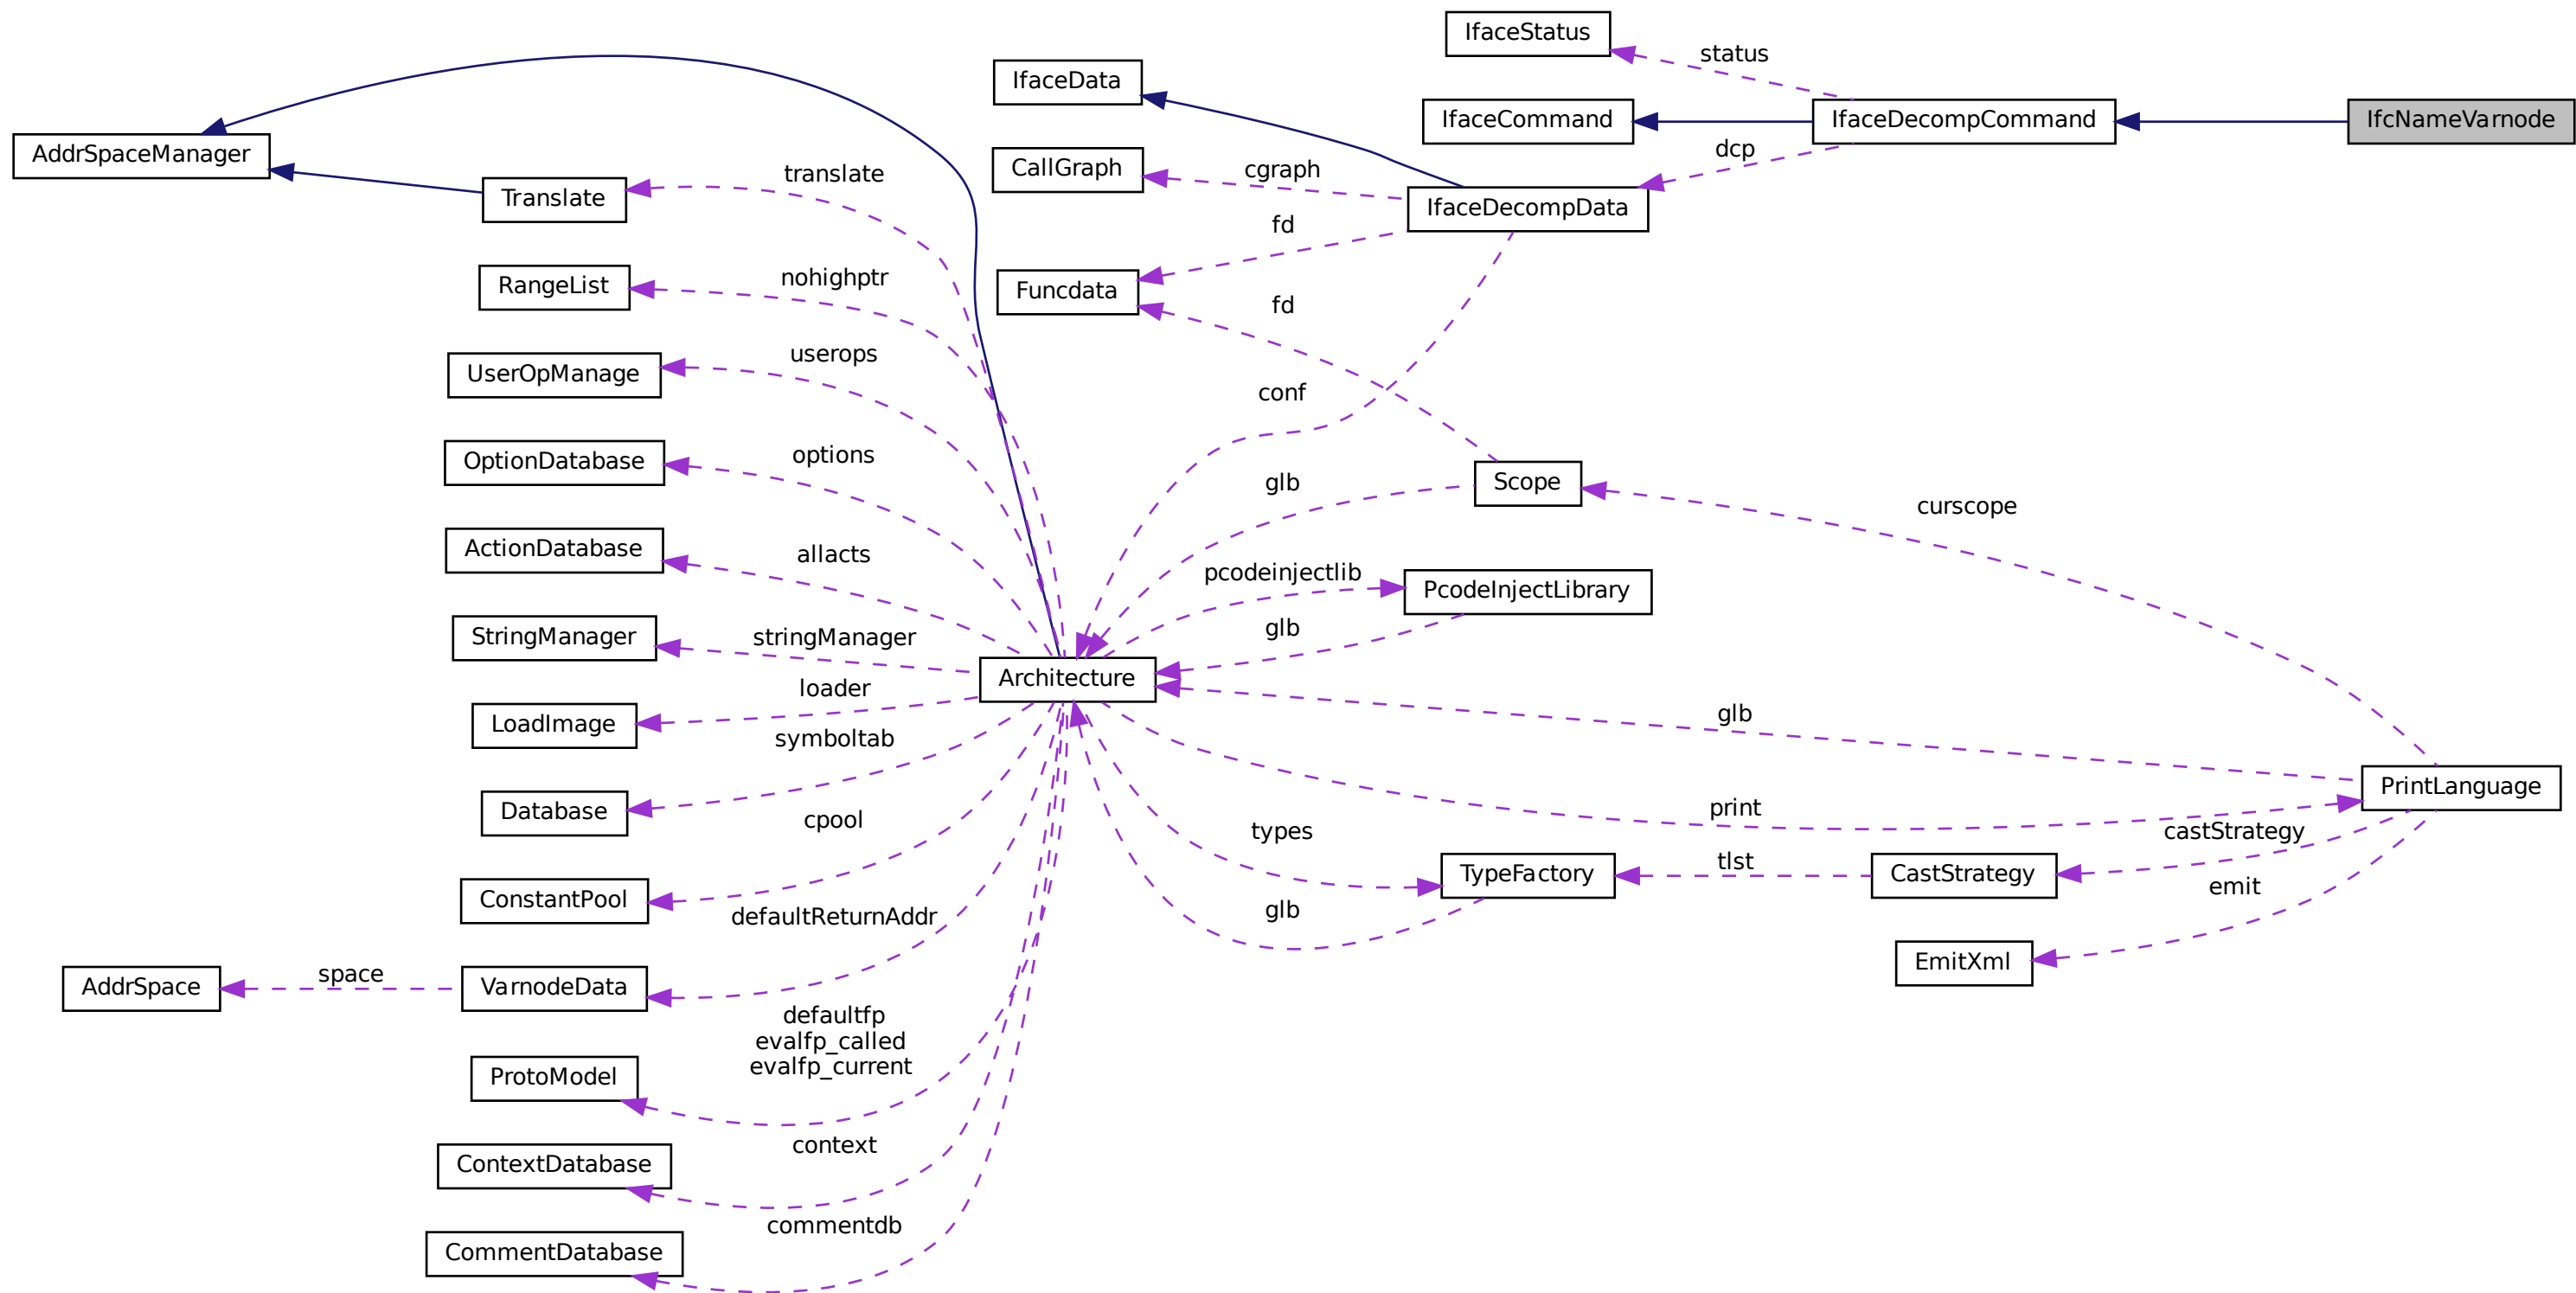 IfaceStatus
status
IfaceData
IfaceCommand
IfaceDecompCommand
IfcNameVarnode
AddrSpaceManager
translate
CallGraph
cgraph
dcp
Translate
IfaceDecompData
fd
RangeList
nohighptr
Funcdata
fd
UserOpManage
userops
conf
OptionDatabase
options
glb
Scope
curscope
ActionDatabase
allacts
pcodeinjectlib
PcodeInjectLibrary
StringManager
stringManager
glb
Architecture
LoadImage
loader
glb
symboltab
PrintLanguage
Database
cpool
print
types
castStrategy
ConstantPool
TypeFactory
tlst
CastStrategy
defaultReturnAddr
glb
emit
AddrSpace
space
VarnodeData
EmitXml
defaultfp
evalfp_called
evalfp_current
ProtoModel
context
ContextDatabase
commentdb
CommentDatabase